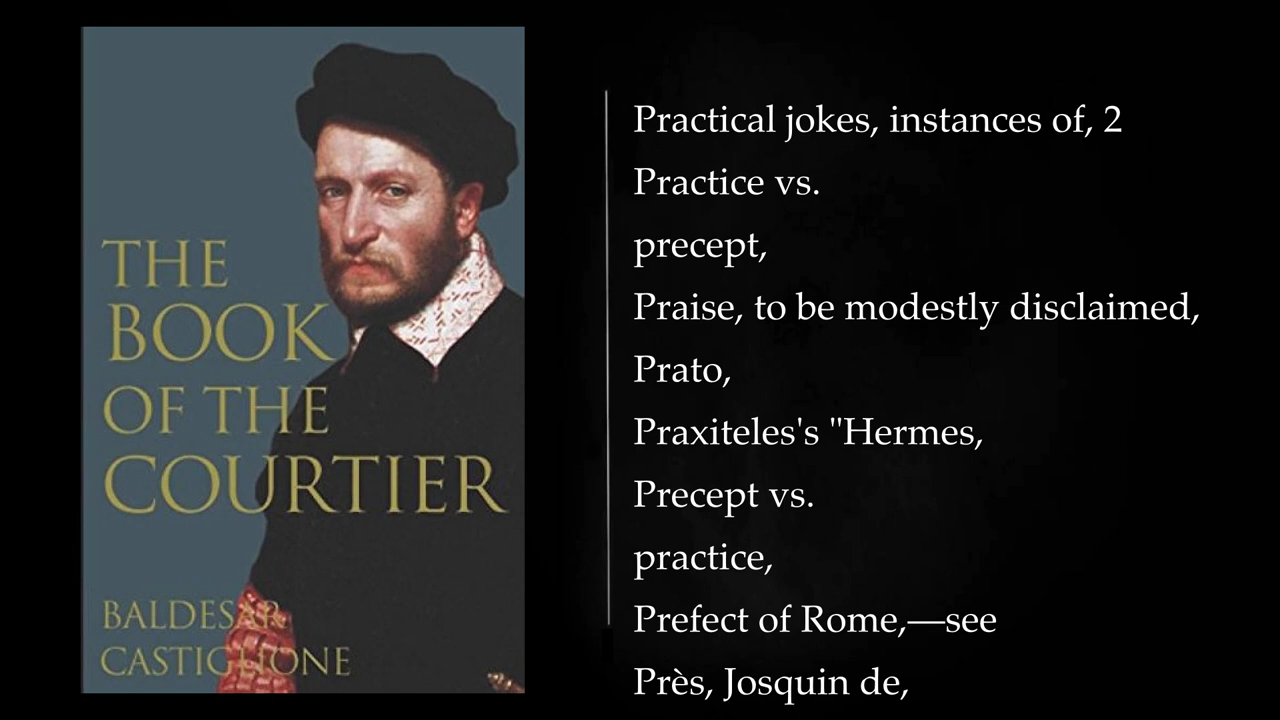 THE
BOOK
OF THE
COURTIER
BALDESAR
CASTIGLIONE
Practical jokes, instances of, 2
Practice vs.
precept,
Praise, to be modestly disclaimed,
Prato,
Praxiteles's "Hermes,
Precept vs.
practice,
Prefect of Rome,—see
Près, Josquin de,